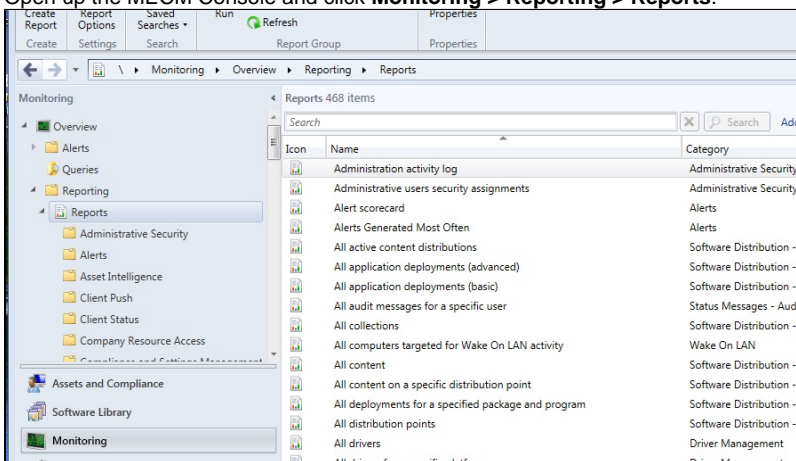 Open up the MECM Console and click Monitoring > Reporting > Reports.
Create Report
Report Options
Saved Searches
Run
Refresh
Properties
Create
Settings
Search
Report Group
Properties
\ Monitoring Overview Reporting Reports
Monitoring
Overview
Alerts
Queries
Reporting
Reports
Administrative Security
Alerts
Asset Intelligence
Client Push
Client Status
Company Resource Access
Compliance and Settings Management
Assets and Compliance
Software Library
Monitoring
Reports 468 items
Search
Search
Icon Name Category
Administration activity log Administrative Security
Administrative users security assignments Administrative Security
Alert scorecard Alerts
Alerts Generated Most Often Alerts
All active content distributions Software Distribution -
All application deployments (advanced) Software Distribution -
All application deployments (basic) Software Distribution -
All audit messages for a specific user Status Messages - Aud
All collections Software Distribution -
All computers targeted for Wake On LAN activity Wake On LAN
All content Software Distribution -
All content on a specific distribution point Software Distribution -
All deployments for a specified package and program Software Distribution -
All distribution points Software Distribution -
All drivers Driver Management